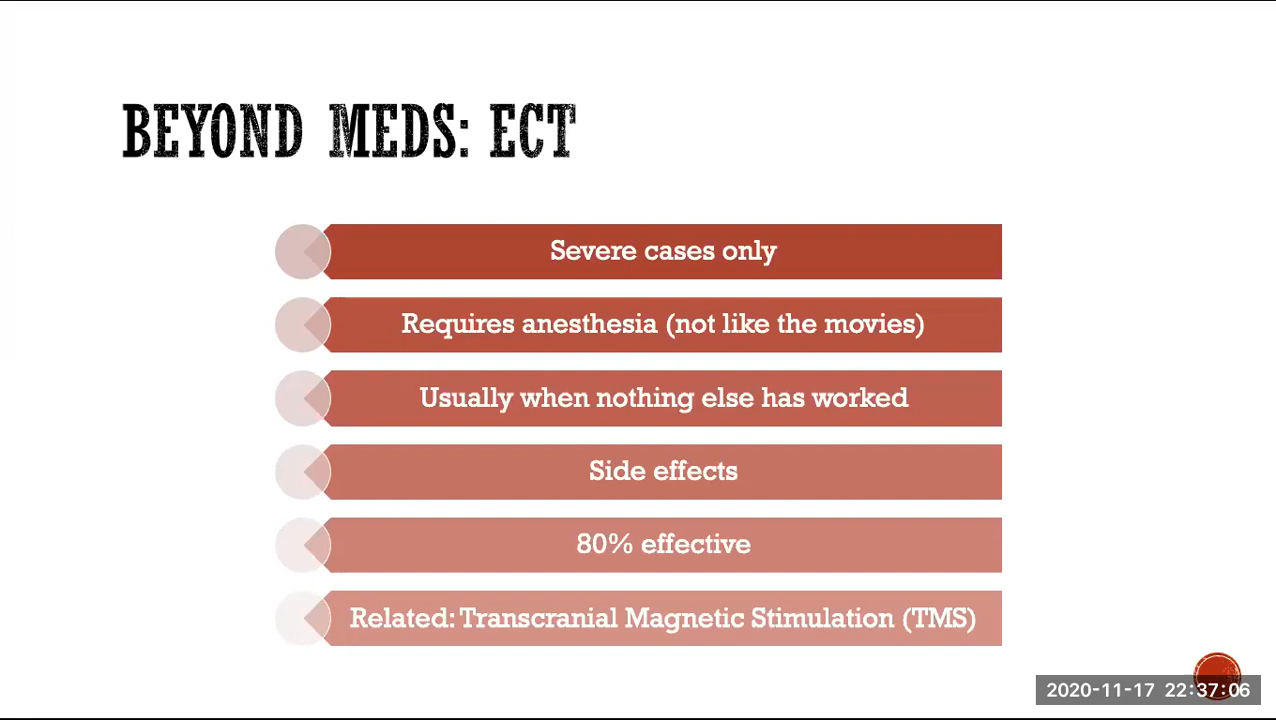 BEYOND MEDS: ECT
Severe cases only
Requires anesthesia (not like the movies)
Usually when nothing else has worked
Side effects
80% effective
Related: Transcranial Magnetic Stimulation (TMS)
2020-11-17 22:37:06